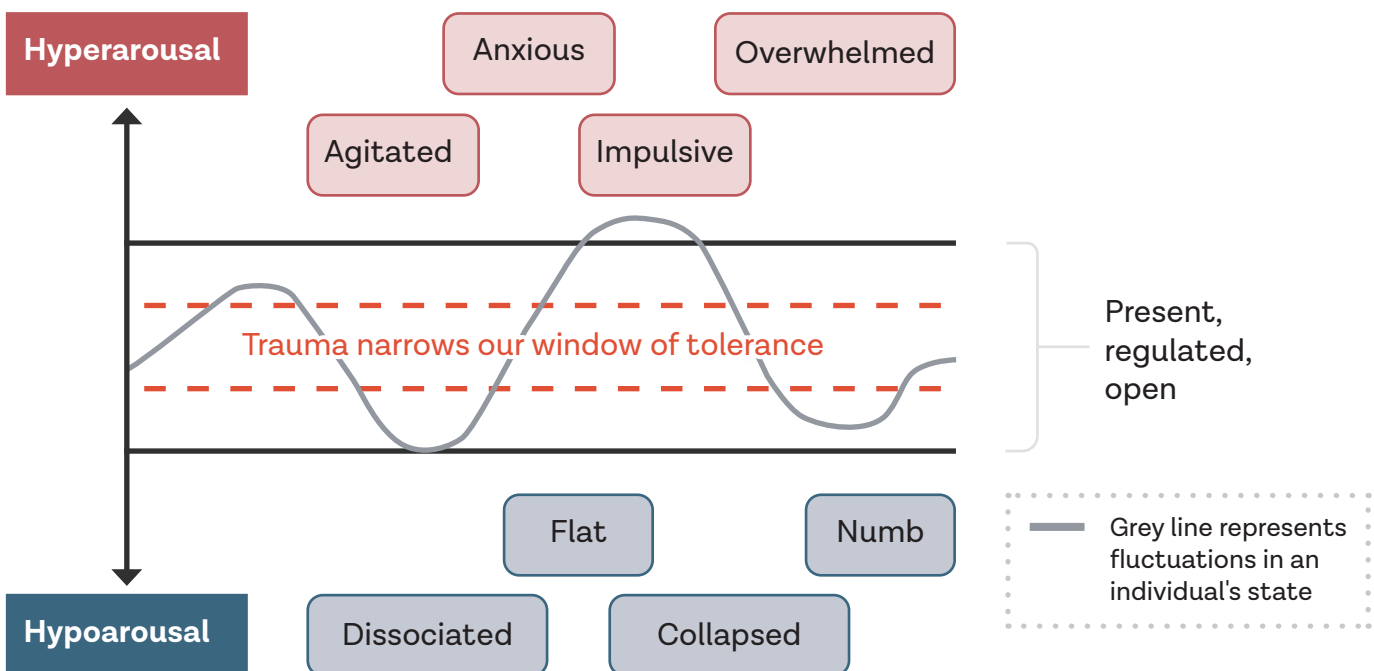 Hyperarousal
Anxious
Overwhelmed
Agitated
Impulsive
Trauma narrows our window of tolerance
Present,
regulated,
open
Flat
Numb
Grey line represents
fluctuations in an
individual's state
Hypoarousal
Dissociated
Collapsed